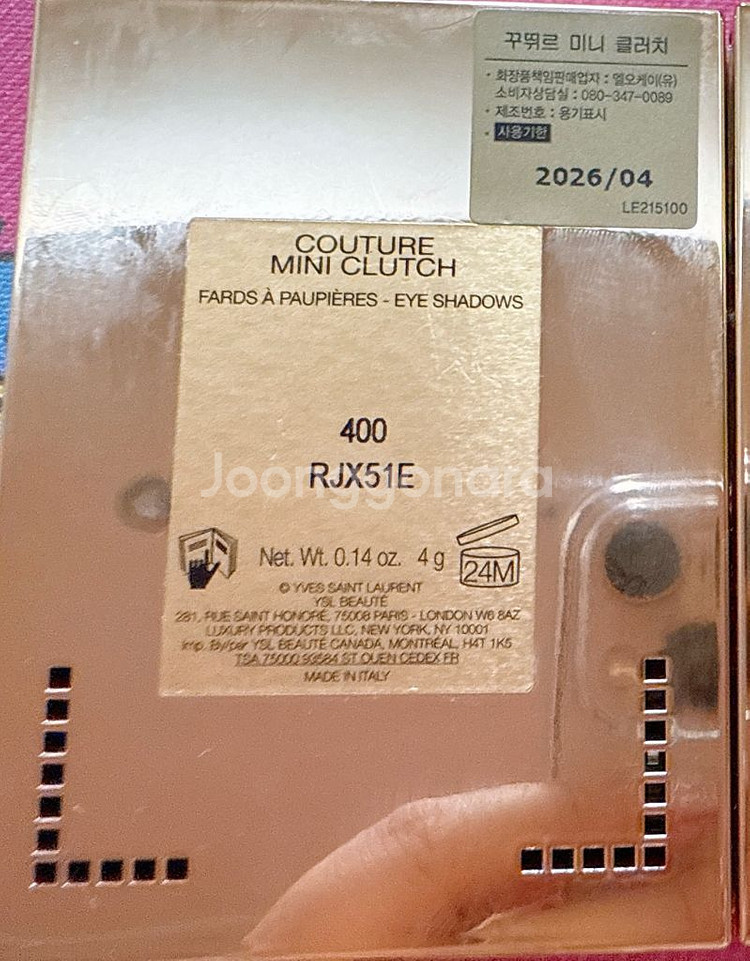 꾸뛰르 미니 클러치
· 화장품책임판매업자 : 엘오케이(유)
소비자상담실 : 080-347-0089
· 제조번호 : 용기표시
· 사용기한
2026/04
LE215100
COUTURE
MINI CLUTCH
FARDS À PAUPIÈRES - EYE SHADOWS
400
RJX51E
Joonggonara
Net. Wt. 0.14 oz. 4 g
24M
© YVES SAINT LAURENT
YSL BEAUTÉ
281, RUE SAINT HONORÉ, 75008 PARIS - LONDON W6 8AZ
LUXURY PRODUCTS LLC, NEW YORK, NY 10001
Imp. By/par YSL BEAUTÉ CANADA, MONTRÉAL, H4T 1K5
TSA 75000 93584 ST OUEN CEDEX FR
MADE IN ITALY